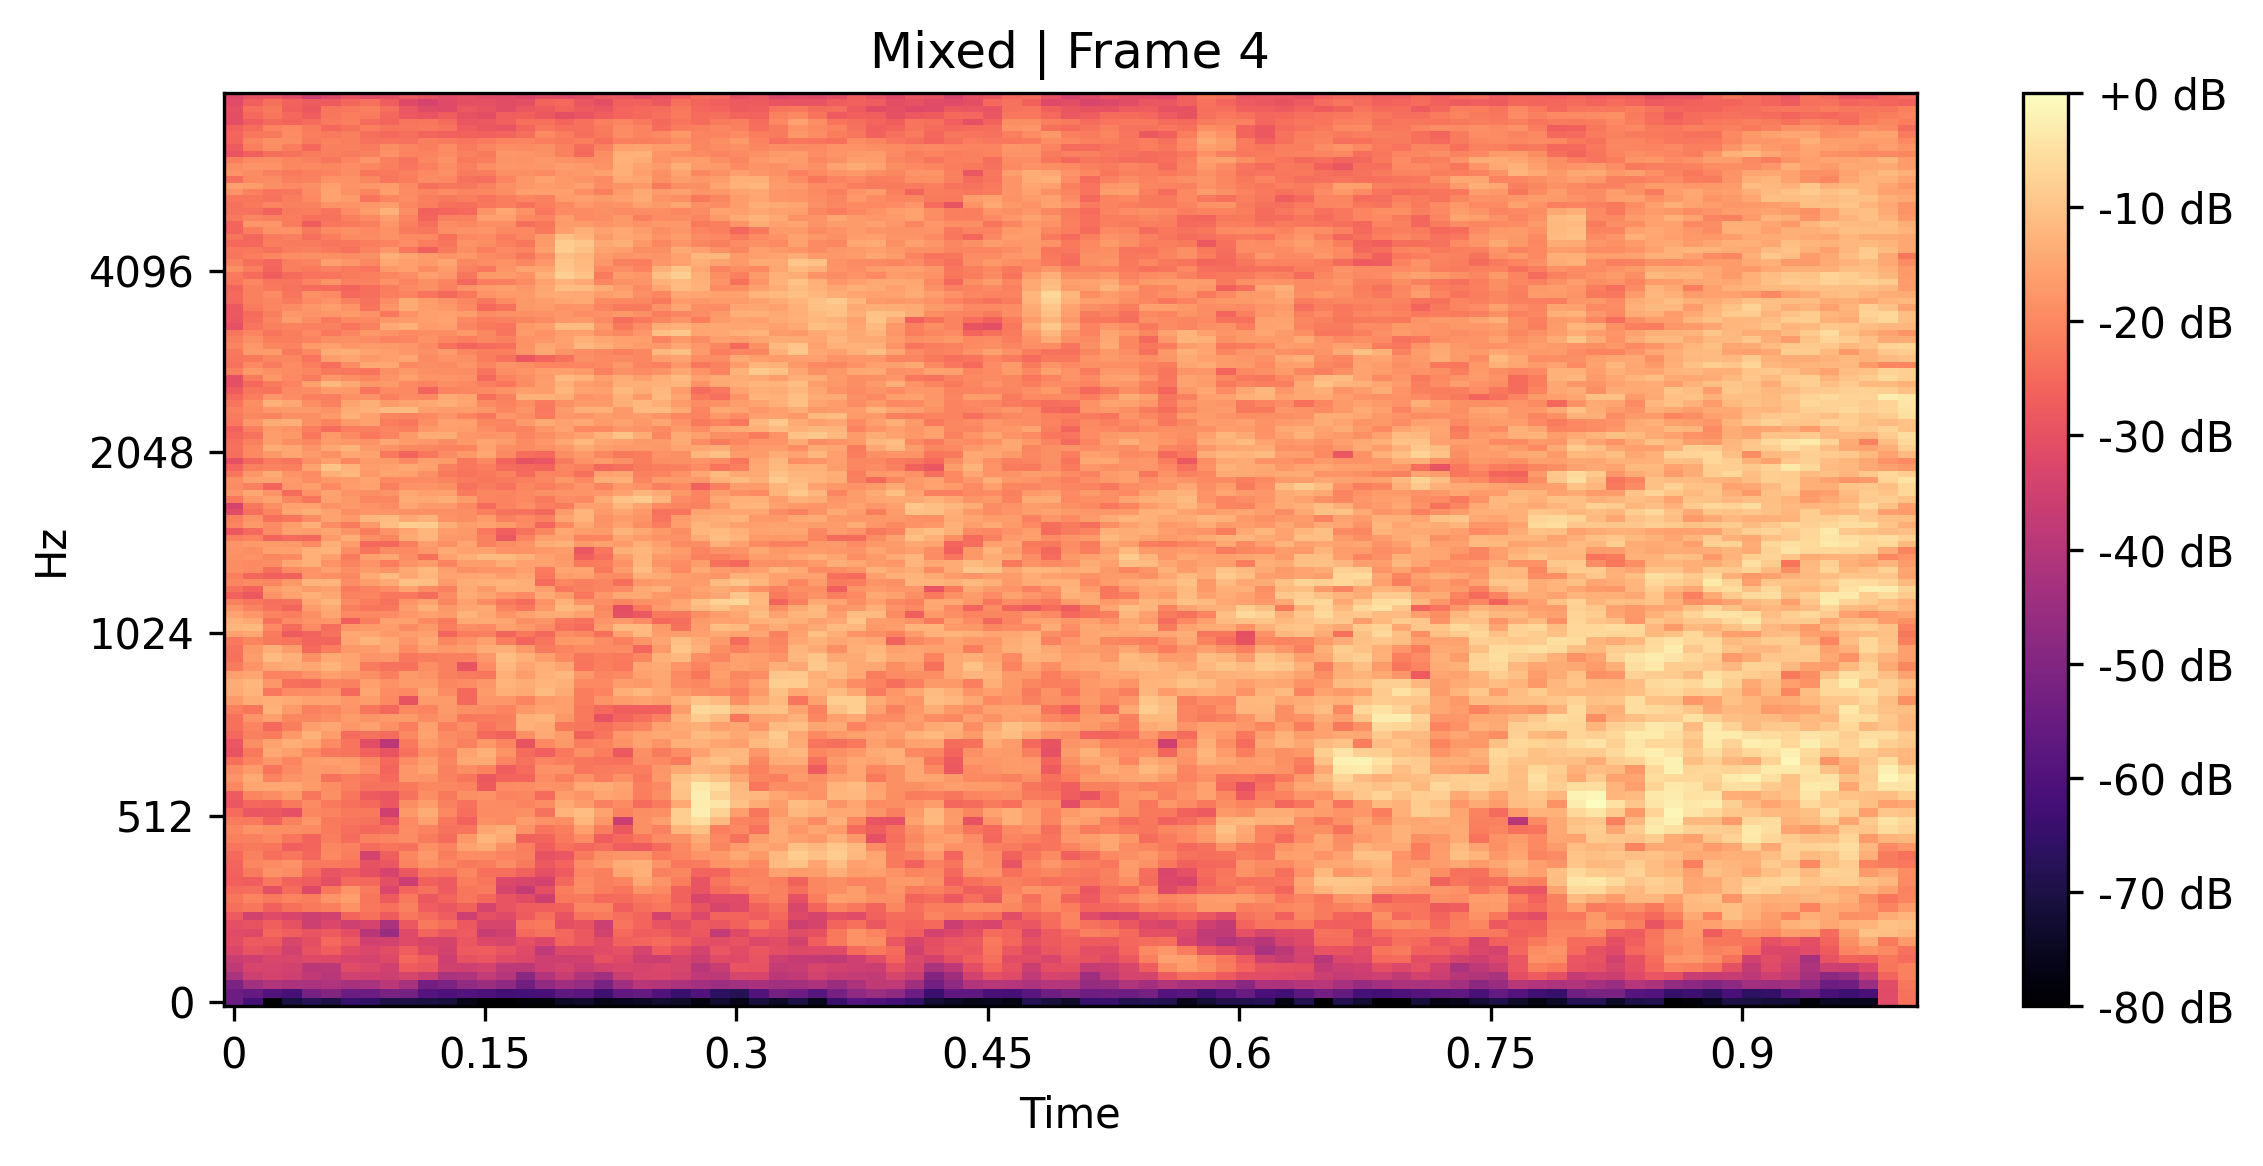 Mixed | Frame 4
Hz
4096
2048
1024
512
0
0 0.15 0.3 0.45 0.6 0.75 0.9
Time
+0 dB
-10 dB
-20 dB
-30 dB
-40 dB
-50 dB
-60 dB
-70 dB
-80 dB